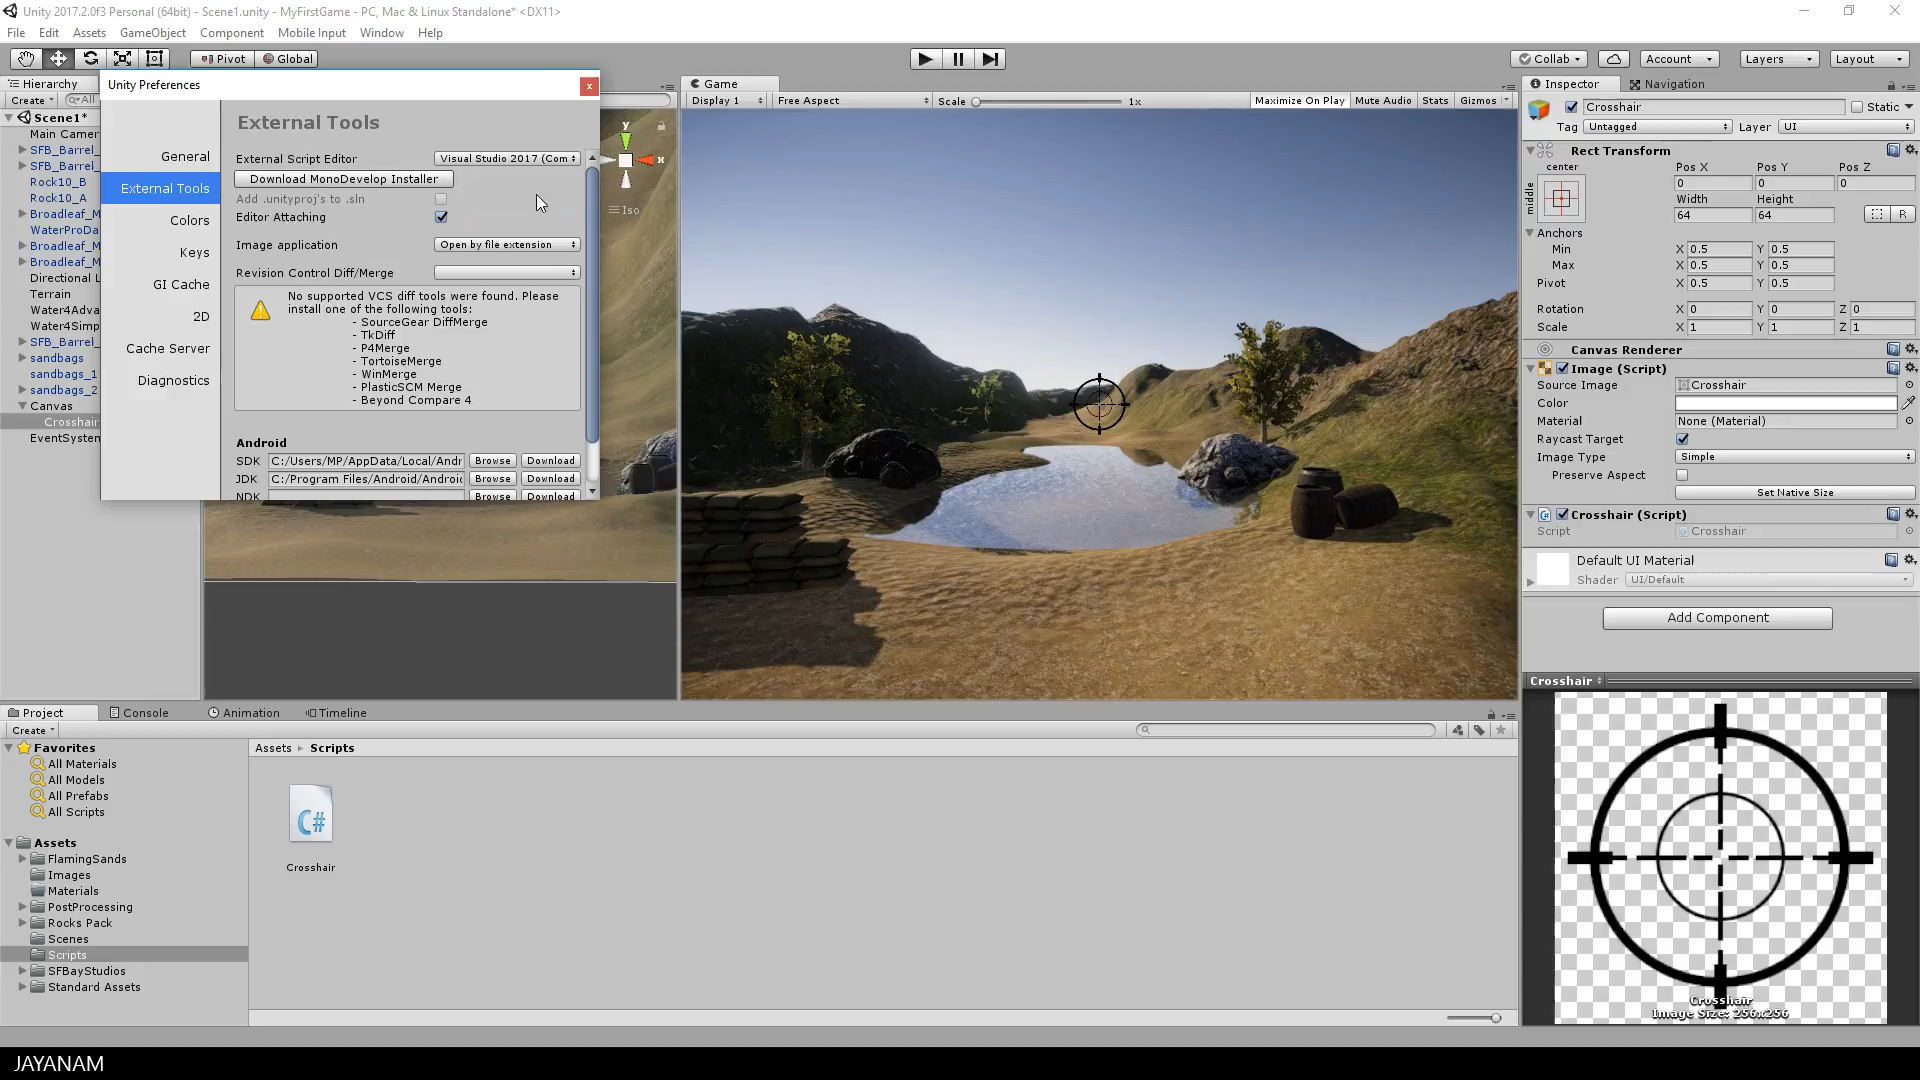 Unity 2017.2.0f3 Personal (64bit) - Scene1.unity - MyFirstGame - PC, Mac & Linux Standalone* <DX11>
File Edit Assets GameObject Component Mobile Input Window Help
Pivot Global
Collab Account Layers Layout
Hierarchy
Create
All
Scene1*
Main Camer
SFB_Barrel_
SFB_Barrel_
Rock10_B
Rock10_A
Broadleaf_M
WaterProDa
Broadleaf_M
Broadleaf_M
Directional L
Terrain
Water4Adva
Water4Simp
SFB_Barrel_
sandbags
sandbags_1
sandbags_2
Canvas
Crosshair
EventSystem
Unity Preferences
x
General
External Tools
Colors
Keys
GI Cache
2D
Cache Server
Diagnostics
External Tools
External Script Editor Visual Studio 2017 (Com
Download MonoDevelop Installer
Add .unityproj's to .sln
Editor Attaching
Image application Open by file extension
Revision Control Diff/Merge
No supported VCS diff tools were found. Please
install one of the following tools:
- SourceGear DiffMerge
- TkDiff
- P4Merge
- TortoiseMerge
- WinMerge
- PlasticSCM Merge
- Beyond Compare 4
Android
SDK C:/Users/MP/AppData/Local/Andr Browse Download
JDK C:/Program Files/Android/Android Browse Download
NDK Browse Download
y
x
Iso
Game
Display 1 Free Aspect Scale 1x Maximize On Play Mute Audio Stats Gizmos
Inspector Navigation
Crosshair Static
Tag Untagged Layer UI
Rect Transform
center
middle
Pos X Pos Y Pos Z
0 0 0
Width Height
64 64 R
Anchors
Min X 0.5 Y 0.5
Max X 0.5 Y 0.5
Pivot X 0.5 Y 0.5
Rotation X 0 Y 0 Z 0
Scale X 1 Y 1 Z 1
Canvas Renderer
Image (Script)
Source Image Crosshair
Color
Material None (Material)
Raycast Target
Image Type Simple
Preserve Aspect
Set Native Size
Crosshair (Script)
Script Crosshair
Default UI Material
Shader UI/Default
Add Component
Crosshair
Crosshair
Image Size: 256x256
Project Console Animation Timeline
Create
Favorites
All Materials
All Models
All Prefabs
All Scripts
Assets
FlamingSands
Images
Materials
PostProcessing
Rocks Pack
Scenes
Scripts
SFBayStudios
Standard Assets
Assets Scripts
C#
Crosshair
JAYANAM